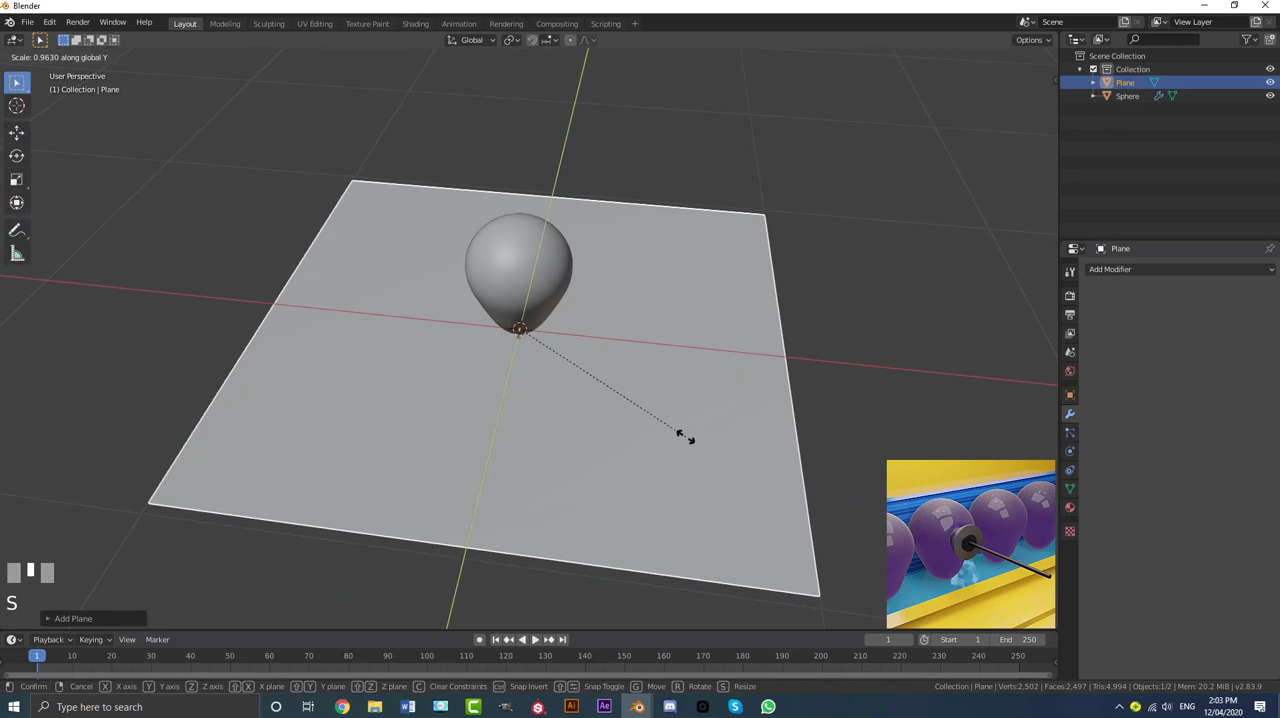 Blender
File Edit Render Window Help
Layout Modeling Sculpting UV Editing Texture Paint Shading Animation Rendering Compositing Scripting +
Scene
View Layer
Global
Options
Scale: 0.9630 along global Y
User Perspective
(1) Collection | Plane
Scene Collection
Collection
Plane
Sphere
Plane
Add Modifier
S
Add Plane
Playback Keying View Marker
1
Start 1
End 250
1 10 20 30 40 50 60 70 80 90 100 110 120 130 140 150 160 170 180 190 200 210 220 230 240 250
Confirm Cancel X X axis Y Y axis Z Z axis X X plane Y Y plane Z Z plane C Clear Constraints Ctrl Snap Invert Snap Toggle G Move R Rotate S Resize
Collection | Plane | Verts:2,502 | Faces:2,497 | Tris:4,994 | Objects:1/2 | Mem: 20.2 MiB | v2.83.9
Type here to search
ENG
2:03 PM
12/04/2020